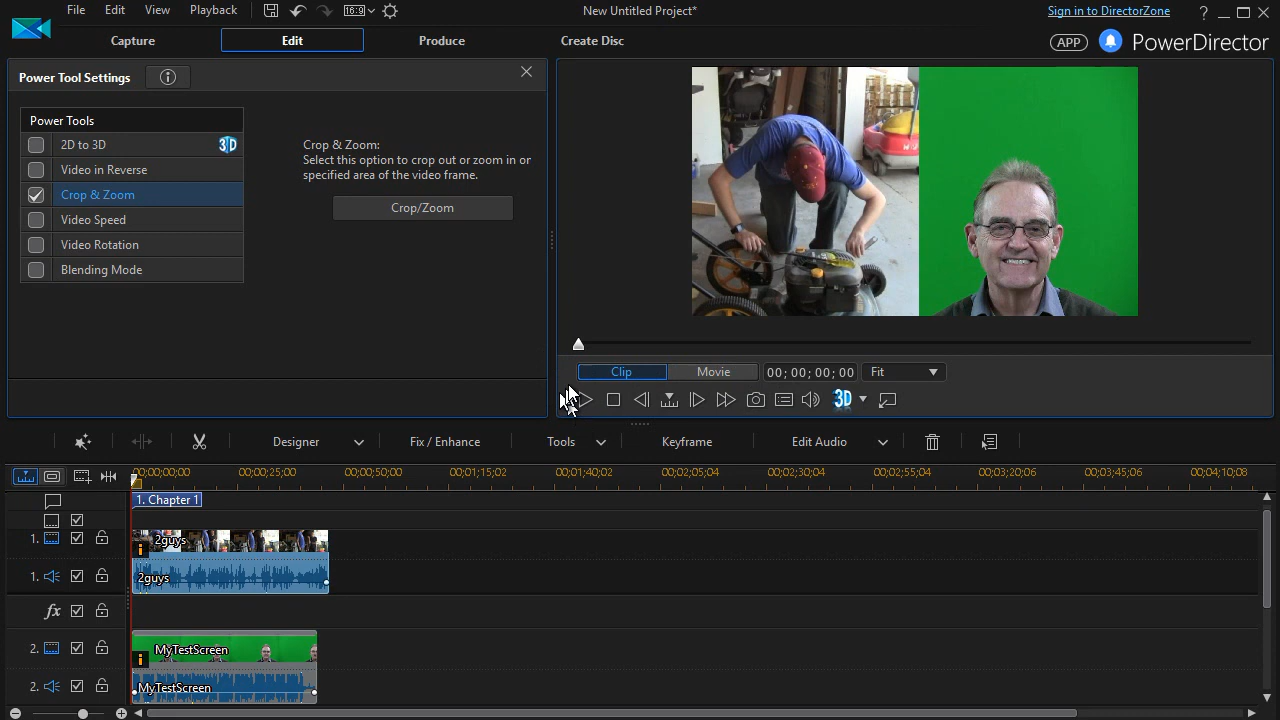 File Edit View Playback 16:9 New Untitled Project* Sign in to DirectorZone ?
Capture Edit Produce Create Disc APP PowerDirector
Power Tool Settings
Power Tools
2D to 3D 3D
Video in Reverse
Crop & Zoom
Video Speed
Video Rotation
Blending Mode
Crop & Zoom:
Select this option to crop out or zoom in or
specified area of the video frame.
Crop/Zoom
Clip Movie 00; 00; 00; 00 Fit
3D
Designer Fix / Enhance Tools Keyframe Edit Audio
00;00;00;00 00;00;25;00 00;00;50;00 00;01;15;02 00;01;40;02 00;02;05;04 00;02;30;04 00;02;55;04 00;03;20;06 00;03;45;06 00;04;10;08
1. Chapter 1
1. 2guys
1. 2guys
fx
2. MyTestScreen
2. MyTestScreen